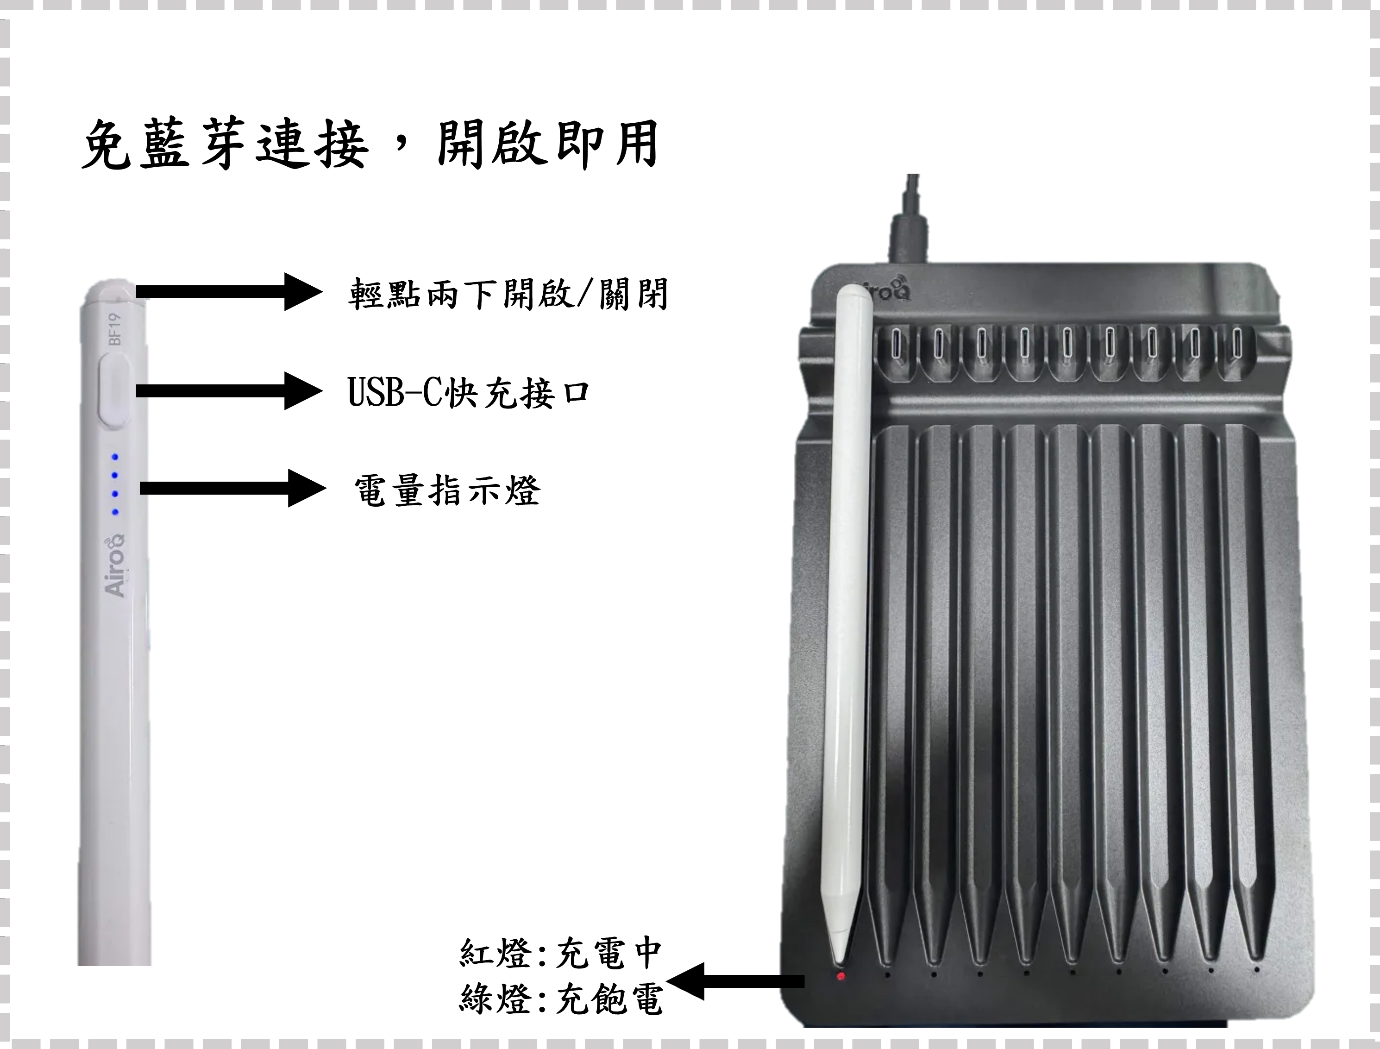 免藍芽連接，開啟即用
輕點兩下開啟/關閉
BF19
USB-C快充接口
電量指示燈
AiroQ
iroQ
紅燈:充電中
綠燈:充飽電